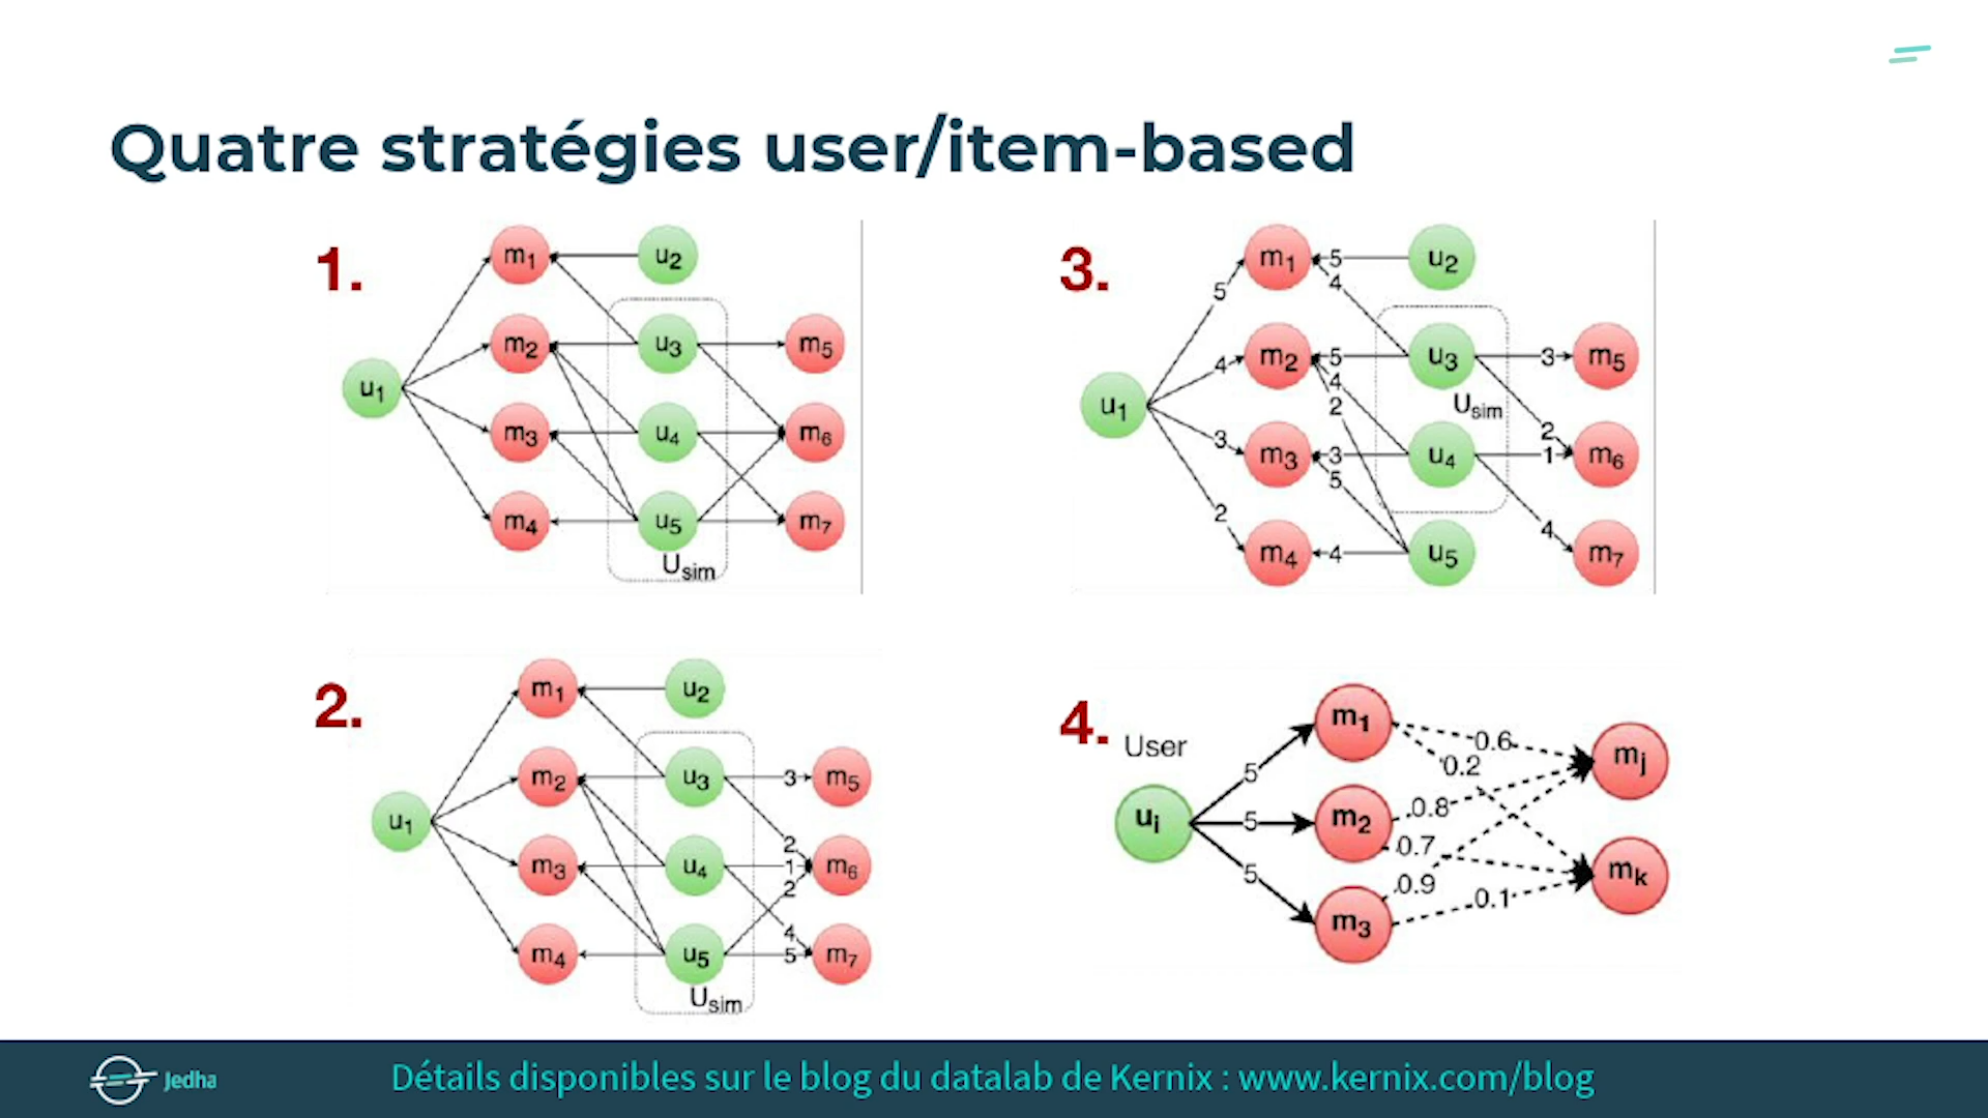 Quatre stratégies user/item-based
1.
m1
u2
m2
u3
m5
u1
m3
u4
m6
m4
u5
m7
Usim
3.
m1
5
u2
5
4
4
m2
5
u3
3
m5
4
2
Usim
u1
3
m3
3
u4
2
1
m6
5
2
m4
4
u5
4
m7
2.
m1
u2
m2
u3
3
m5
u1
2
m3
u4
1
m6
2
4
m4
u5
5
m7
Usim
4.
User
m1
0.6
mj
5
0.2
ui
5
m2
0.8
0.7
mk
5
0.9
m3
0.1
Jedha
Détails disponibles sur le blog du datalab de Kernix : www.kernix.com/blog